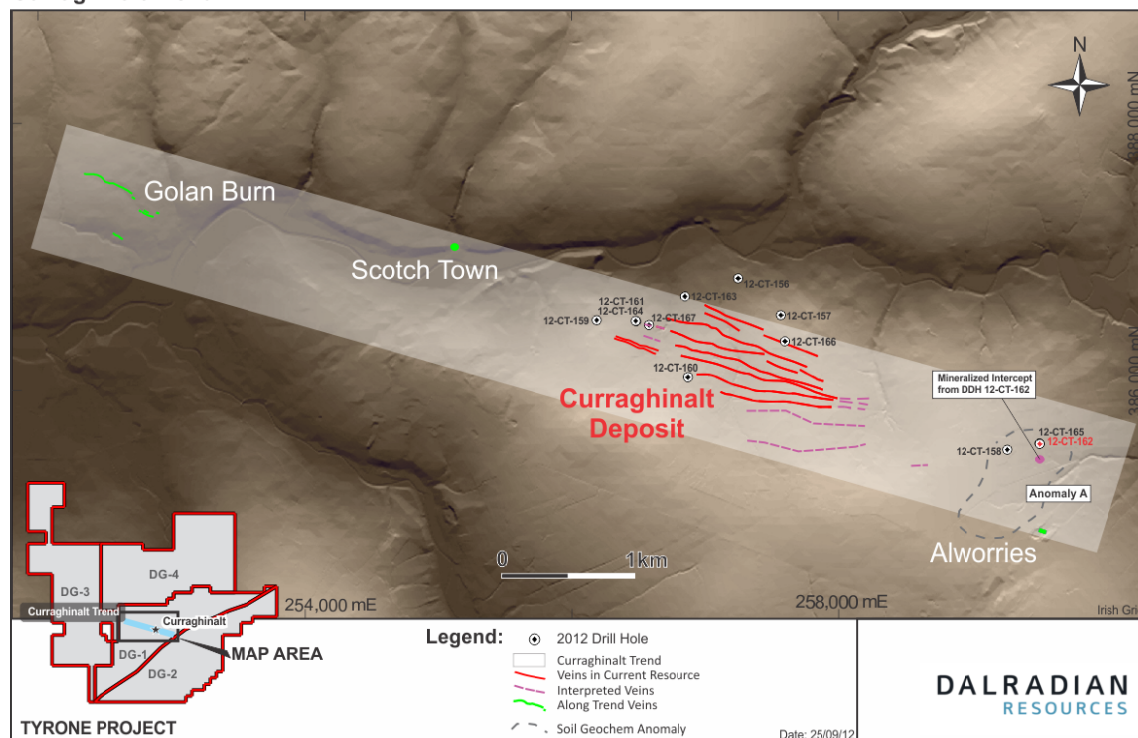 N
388,000 mN
Golan Burn
Scotch Town
12-CT-156
12-CT-163
12-CT-161
12-CT-164
12-CT-159
12-CT-167
12-CT-157
12-CT-166
12-CT-160
Curraghinalt
Deposit
386,000 mN
Mineralized Intercept
from DDH 12-CT-162
12-CT-165
12-CT-162
12-CT-158
Anomaly A
Alworries
0 1km
254,000 mE
258,000 mE
DG-3
DG-4
Curraghinalt Trend
Curraghinalt
DG-1
DG-2
MAP AREA
TYRONE PROJECT
Legend:
2012 Drill Hole
Curraghinalt Trend
Veins in Current Resource
Interpreted Veins
Along Trend Veins
Soil Geochem Anomaly
Date: 25/09/12
DALRADIAN
RESOURCES